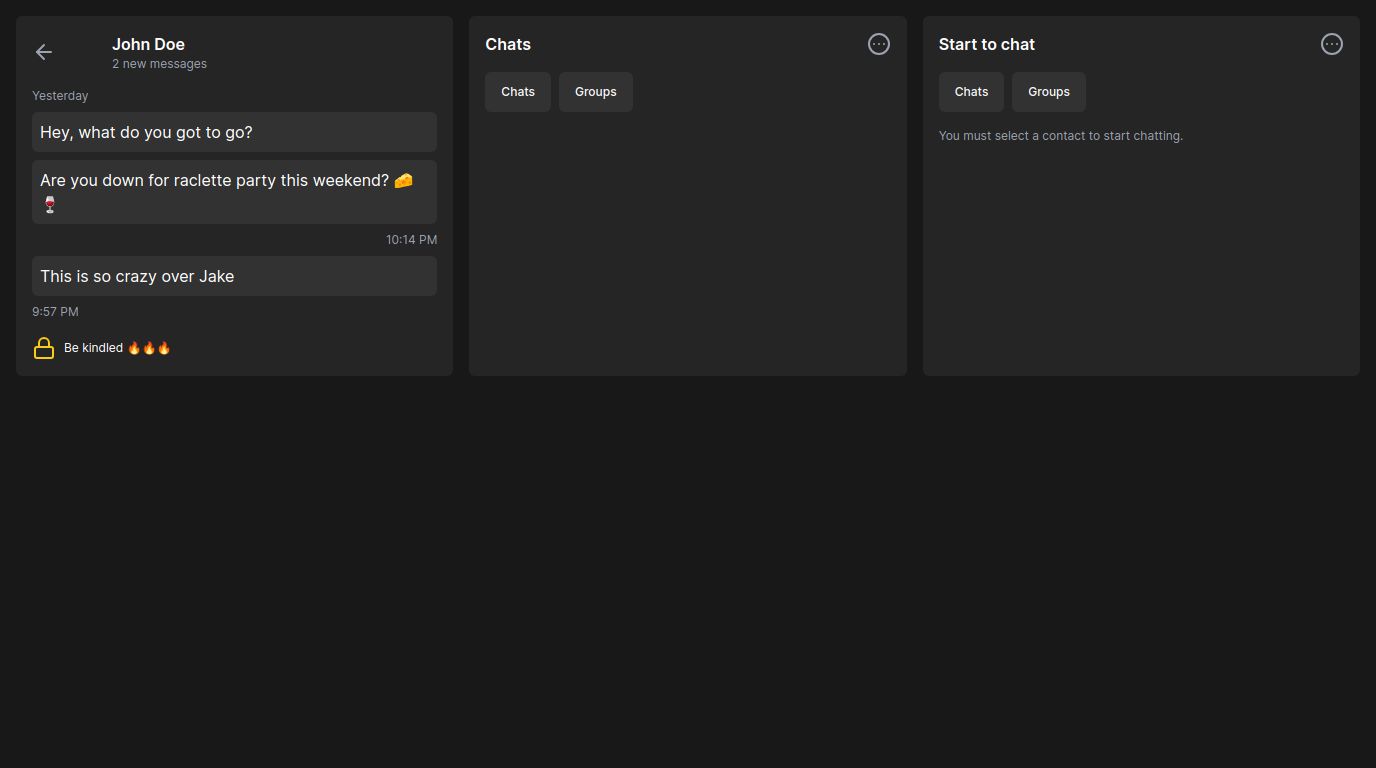 John Doe
2 new messages
Yesterday
Hey, what do you got to go?
Are you down for raclette party this weekend? 🧀
🍷
10:14 PM
This is so crazy over Jake
9:57 PM
Be kindled 🔥🔥🔥
Chats
Chats
Groups
Start to chat
Chats
Groups
You must select a contact to start chatting.